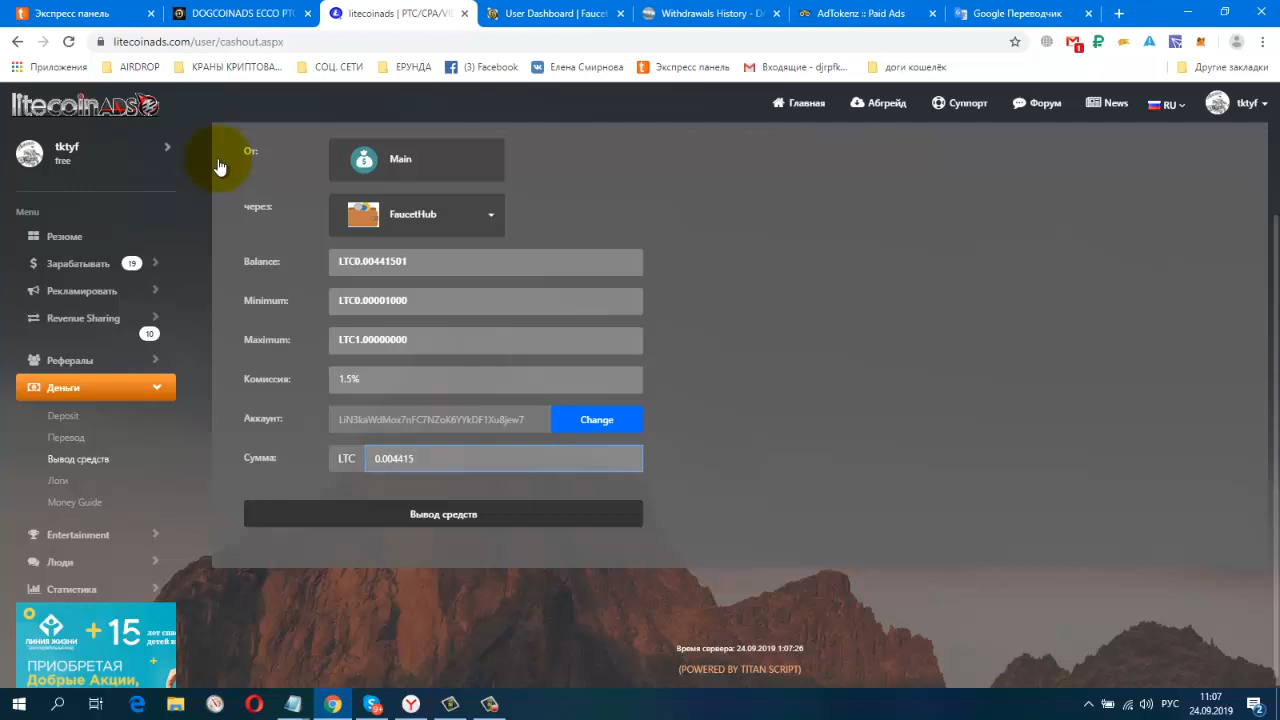 Экспресс панель
DOGCOINADS ECCO PTC
litecoinads | PTC/CPA/VI
User Dashboard | Faucet
Withdrawals History - D
AdTokenz :: Paid Ads
Google Переводчик
litecoinads.com/user/cashout.aspx
1
Приложения
AIRDROP
КРАНЫ КРИПТОВА...
СОЦ. СЕТИ
ЕРУНДА
(3) Facebook
Елена Смирнова
Экспресс панель
Входящие - djrpfk...
доги кошелёк
Другие закладки
litecoinADS
Главная
Абгрейд
Суппорт
Форум
News
RU
tktyf
tktyf
free
Menu
Резюме
Зарабатывать 19
Рекламировать
Revenue Sharing
10
Рефералы
Деньги
Deposit
Перевод
Вывод средств
Логи
Money Guide
Entertainment
Люди
Статистика
От:
Main
через:
FaucetHub
Balance:
LTC0.00441501
Minimum:
LTC0.00001000
Maximum:
LTC1.00000000
Комиссия:
1.5%
Аккаунт:
LiN3kaWdMox7nFC7NZoK6YYkDF1Xu8jew7
Change
Сумма:
LTC
0.004415
Вывод средств
ЛИНИЯ ЖИЗНИ
+15
ПРИОБРЕТАЯ
Добрые Акции,
Время сервера: 24.09.2019 1:07:26
(POWERED BY TITAN SCRIPT)
9+
РУС
11:07
24.09.2019
2